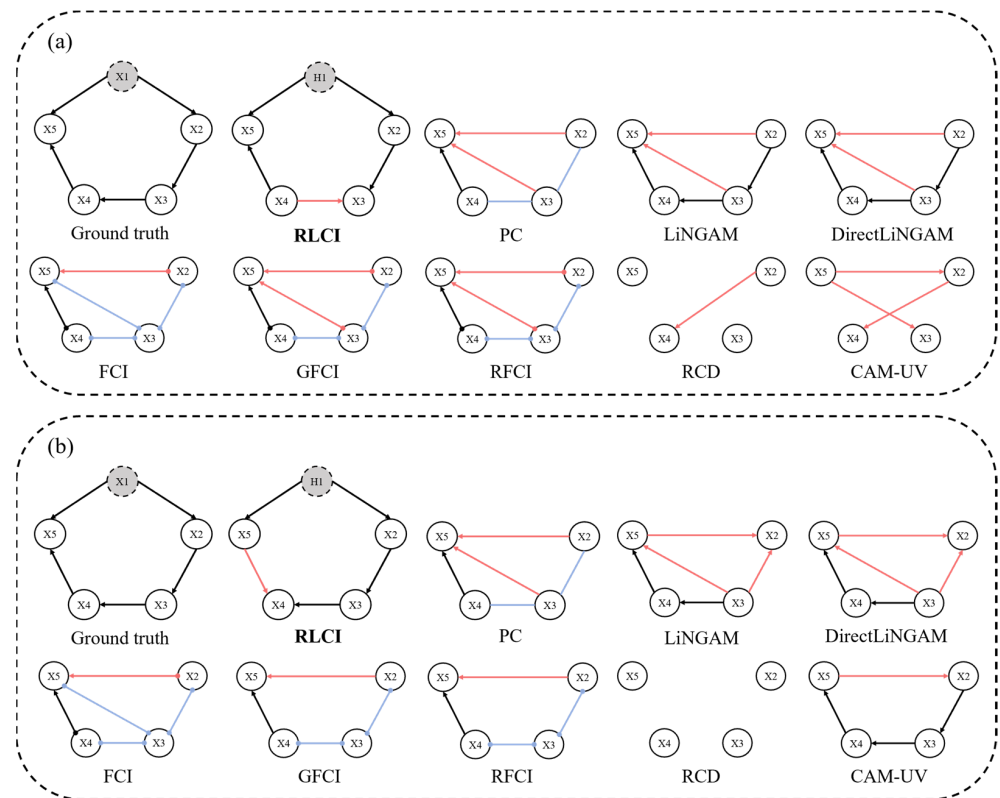 (a)
X1 H1
X5 X2 X5 X2 X5 X2 X5 X2 X5 X2
X4 X3 X4 X3 X4 X3 X4 X3 X4 X3
Ground truth RLCI PC LiNGAM DirectLiNGAM
X5 X2 X5 X2 X5 X2 X5 X2 X5 X2
X4 X3 X4 X3 X4 X3 X4 X3 X4 X3
FCI GFCI RFCI RCD CAM-UV
(b)
X1 H1
X5 X2 X5 X2 X5 X2 X5 X2 X5 X2
X4 X3 X4 X3 X4 X3 X4 X3 X4 X3
Ground truth RLCI PC LiNGAM DirectLiNGAM
X5 X2 X5 X2 X5 X2 X5 X2 X5 X2
X4 X3 X4 X3 X4 X3 X4 X3 X4 X3
FCI GFCI RFCI RCD CAM-UV